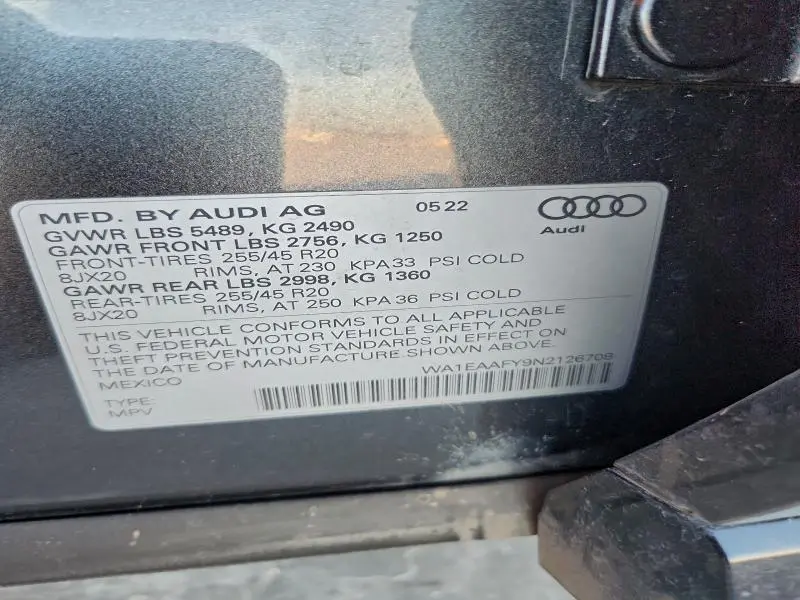 MFD. BY AUDI AG 05 22
Audi
GVWR LBS 5489, KG 2490
GAWR FRONT LBS 2756, KG 1250
FRONT-TIRES 255/45 R20
8JX20 RIMS, AT 230 KPA 33 PSI COLD
GAWR REAR LBS 2998, KG 1360
REAR-TIRES 255/45 R20
8JX20 RIMS, AT 250 KPA 36 PSI COLD
THIS VEHICLE CONFORMS TO ALL APPLICABLE
U.S. FEDERAL MOTOR VEHICLE SAFETY AND
THEFT PREVENTION STANDARDS IN EFFECT ON
THE DATE OF MANUFACTURE SHOWN ABOVE.
MEXICO WA1EAAFY9N2126708
TYPE:
MPV